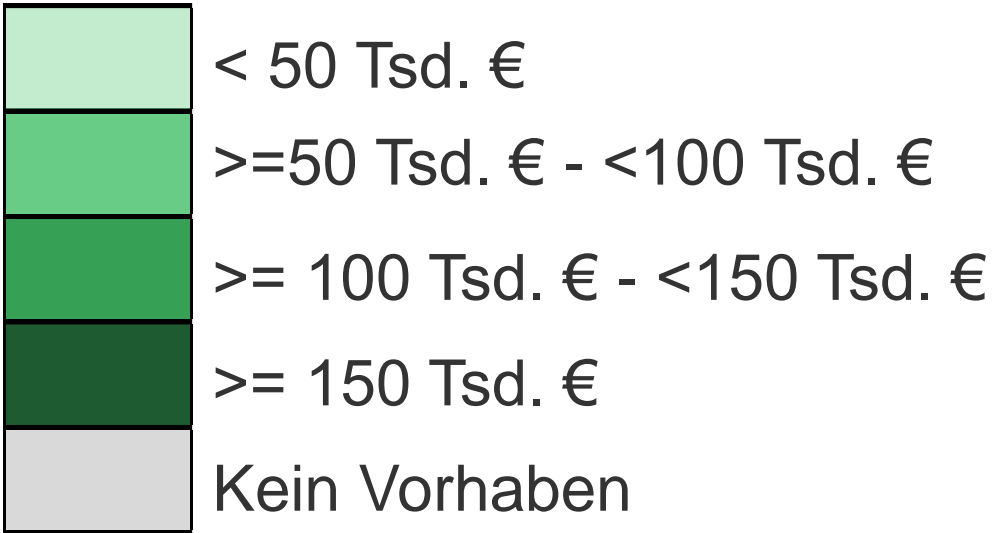 < 50 Tsd. €
>=50 Tsd. € - <100 Tsd. €
>= 100 Tsd. € - <150 Tsd. €
>= 150 Tsd. €
Kein Vorhaben